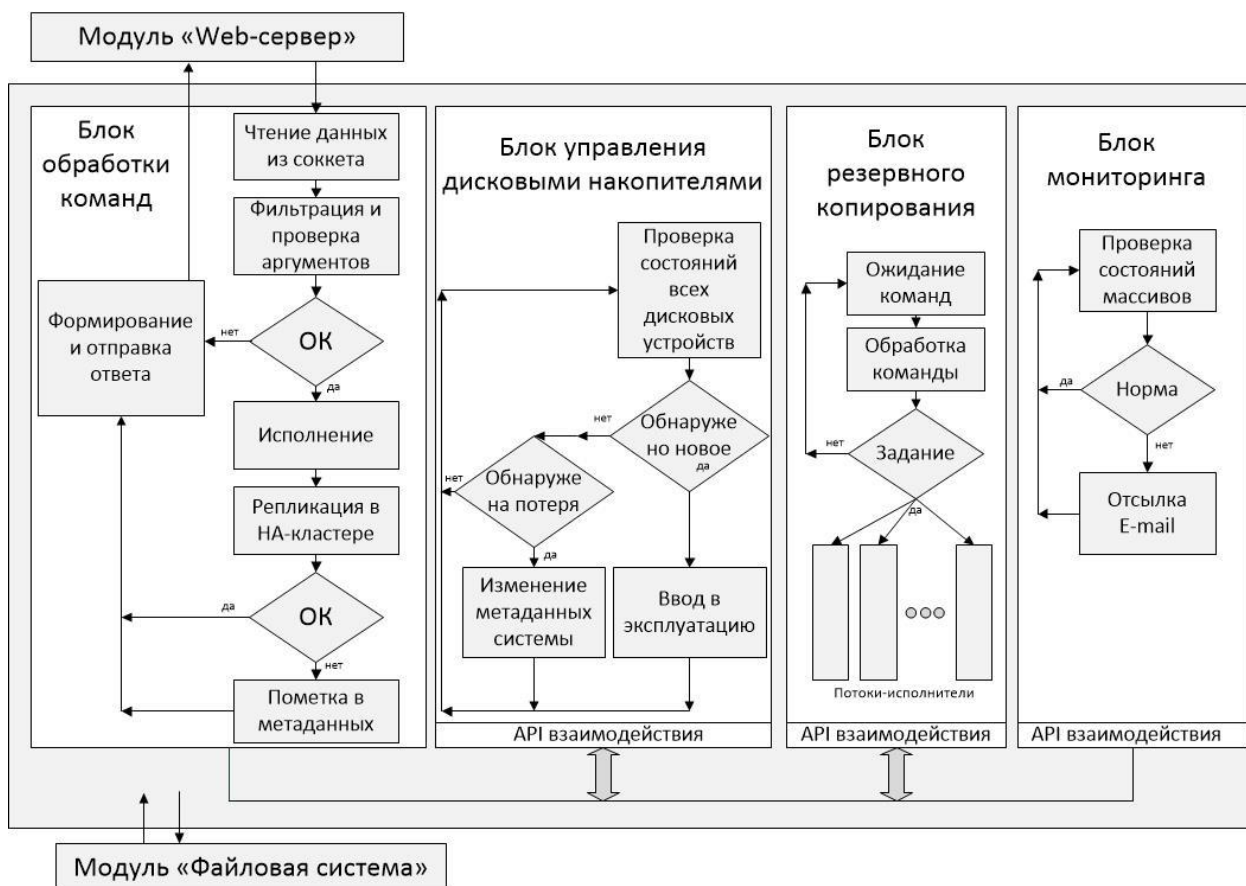 Модуль «Web-сервер»
Блок
обработки
команд
Чтение данных
из соккета
Фильтрация и
проверка
аргументов
ОК
нет
да
Формирование
и отправка
ответа
Исполнение
Репликация в
НА-кластере
ОК
да
нет
Пометка в
метаданных
Блок управления
дисковыми накопителями
Проверка
состояний
всех
дисковых
устройств
Обнаруже
но новое
нет
да
Обнаруже
на потеря
нет
да
Изменение
метаданных
системы
Ввод в
эксплуатацию
API взаимодействия
Блок
резервного
копирования
Ожидание
команд
Обработка
команды
Задание
нет
да
Потоки-исполнители
API взаимодействия
Блок
мониторинга
Проверка
состояний
массивов
Норма
да
нет
Отсылка
E-mail
API взаимодействия
Модуль «Файловая система»